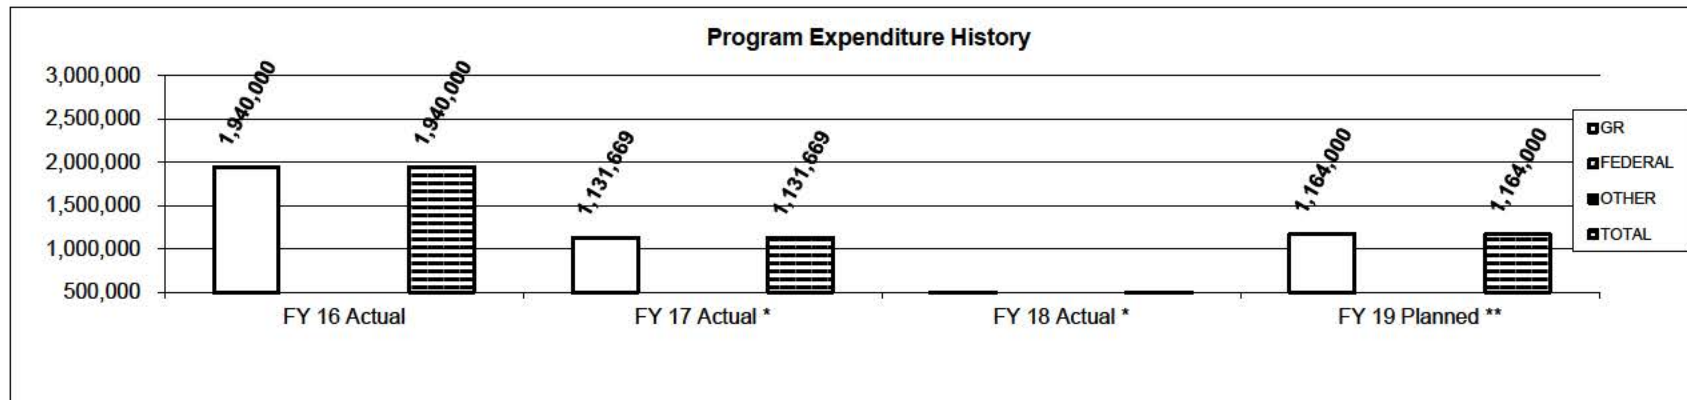 Program Expenditure History
3,000,000
2,500,000
2,000,000
1,500,000
1,000,000
500,000
1,940,000
1,940,000
1,131,669
1,131,669
1,164,000
1,164,000
FY 16 Actual
FY 17 Actual *
FY 18 Actual *
FY 19 Planned **
GR
FEDERAL
OTHER
TOTAL